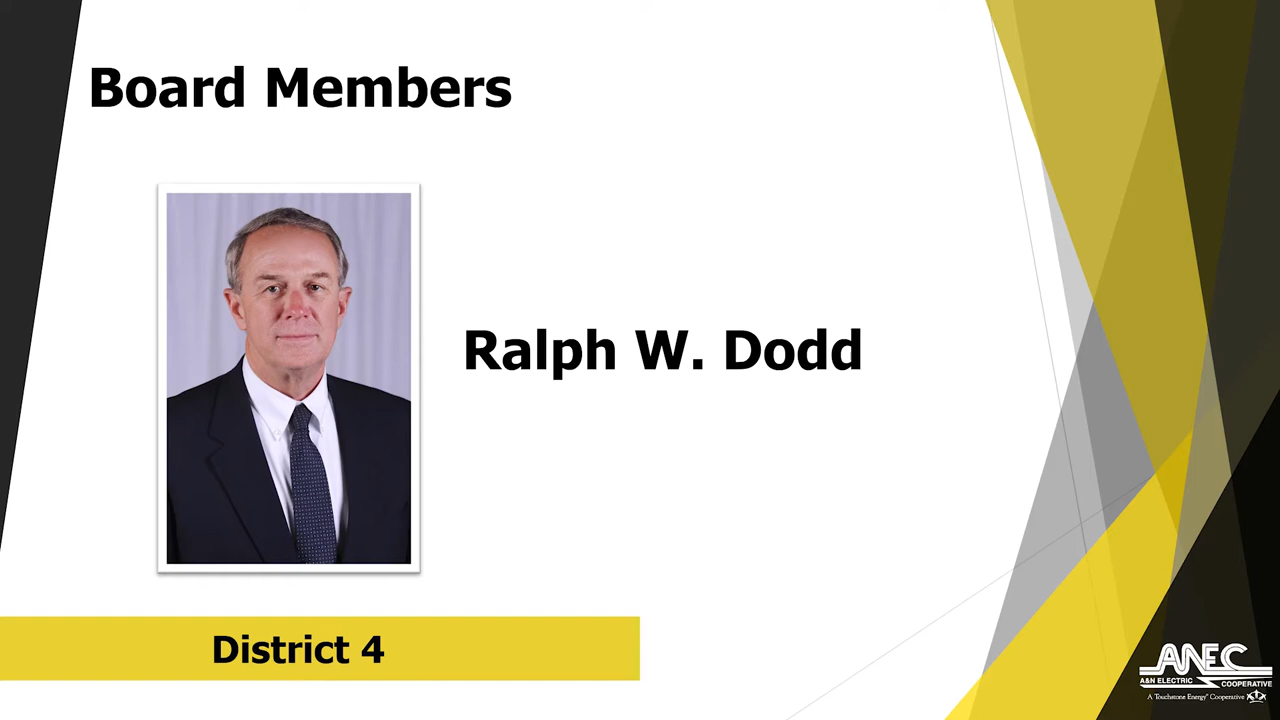 Board Members
Ralph W. Dodd
District 4
ANEC
A&N ELECTRIC COOPERATIVE
A Touchstone Energy® Cooperative